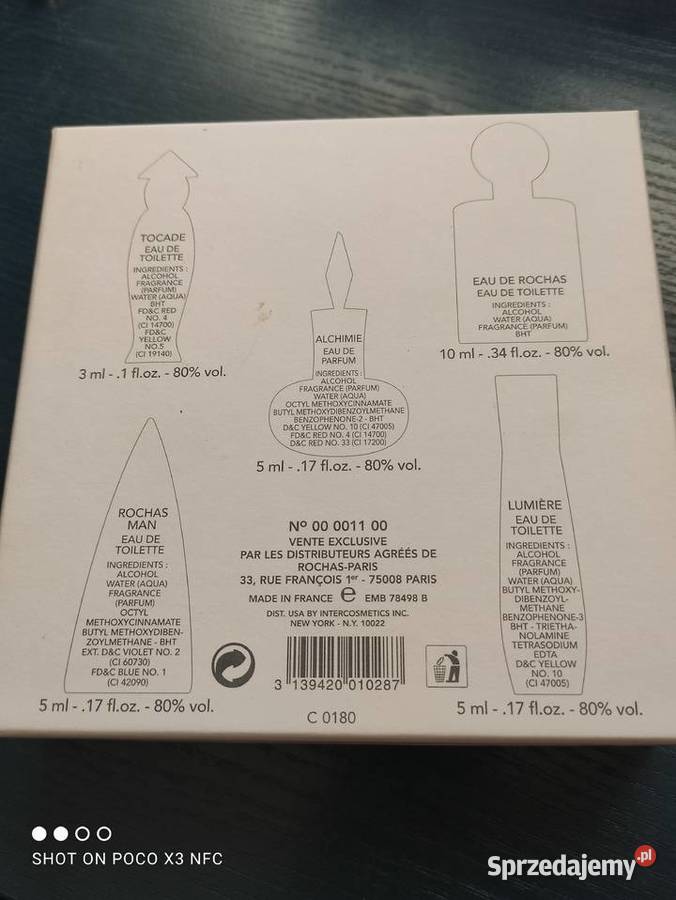 TOCADE
EAU DE
TOILETTE
INGREDIENTS :
ALCOHOL
FRAGRANCE
(PARFUM)
WATER (AQUA)
BHT
FD&C RED
NO. 4
(CI 14700)
FD&C
YELLOW
NO.5
(CI 19140)
3 ml - .1 fl.oz. - 80% vol.
ALCHIMIE
EAU DE
PARFUM
INGREDIENTS :
ALCOHOL
FRAGRANCE (PARFUM)
WATER (AQUA)
OCTYL METHOXYCINNAMATE
BUTYL METHOXYDIBENZOYLMETHANE
BENZOPHENONE-2 - BHT
D&C YELLOW NO. 10 (CI 47005)
FD&C RED NO. 4 (CI 14700)
D&C RED NO. 33 (CI 17200)
5 ml - .17 fl.oz. - 80% vol.
EAU DE ROCHAS
EAU DE TOILETTE
INGREDIENTS :
ALCOHOL
WATER (AQUA)
FRAGRANCE (PARFUM)
BHT
10 ml - .34 fl.oz. - 80% vol.
ROCHAS
MAN
EAU DE
TOILETTE
INGREDIENTS :
ALCOHOL
WATER (AQUA)
FRAGRANCE
(PARFUM)
OCTYL
METHOXYCINNAMATE
BUTYL METHOXYDIBEN-
ZOYLMETHANE - BHT
EXT. D&C VIOLET NO. 2
(CI 60730)
FD&C BLUE NO. 1
(CI 42090)
5 ml - .17 fl.oz. - 80% vol.
Nº 00 0011 00
VENTE EXCLUSIVE
PAR LES DISTRIBUTEURS AGRÉÉS DE
ROCHAS-PARIS
33, RUE FRANÇOIS 1er - 75008 PARIS
MADE IN FRANCE e EMB 78498 B
DIST. USA BY INTERCOSMETICS INC.
NEW YORK - N.Y. 10022
3 139420 010287
C 0180
LUMIÈRE
EAU DE
TOILETTE
INGREDIENTS :
ALCOHOL
FRAGRANCE
(PARFUM)
WATER (AQUA)
BUTYL METHOXY-
DIBENZOYL-
METHANE
BENZOPHENONE-3
BHT - TRIETHA-
NOLAMINE
TETRASODIUM
EDTA
D&C YELLOW
NO. 10
(CI 47005)
5 ml - .17 fl.oz. - 80% vol.
SHOT ON POCO X3 NFC
Sprzedajemy.pl